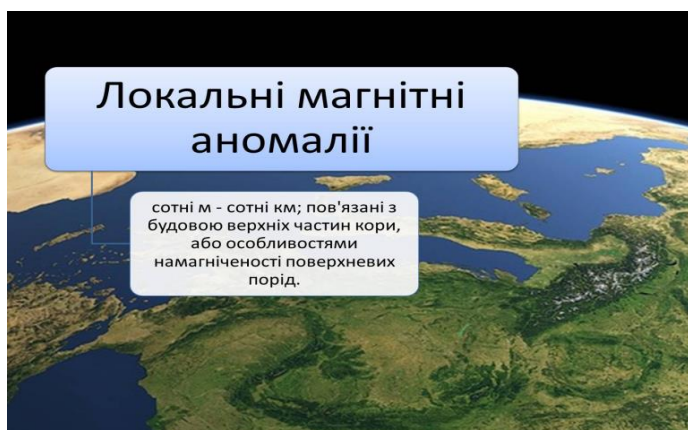 Локальні магнітні
аномалії
сотні м - сотні км; пов'язані з
будовою верхніх частин кори,
або особливостями
намагніченості поверхневих
порід.